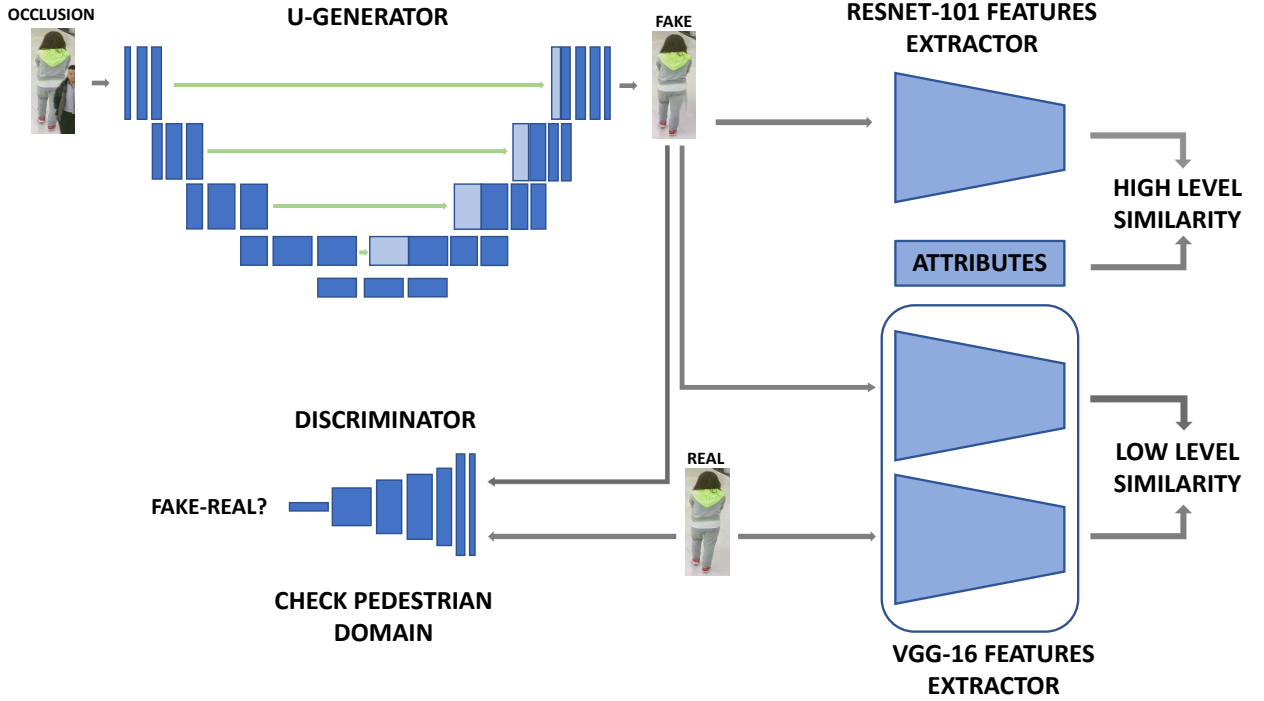 OCCLUSION
U-GENERATOR
FAKE
RESNET-101 FEATURES
EXTRACTOR
HIGH LEVEL
SIMILARITY
ATTRIBUTES
DISCRIMINATOR
REAL
LOW LEVEL
SIMILARITY
FAKE-REAL?
CHECK PEDESTRIAN
DOMAIN
VGG-16 FEATURES
EXTRACTOR